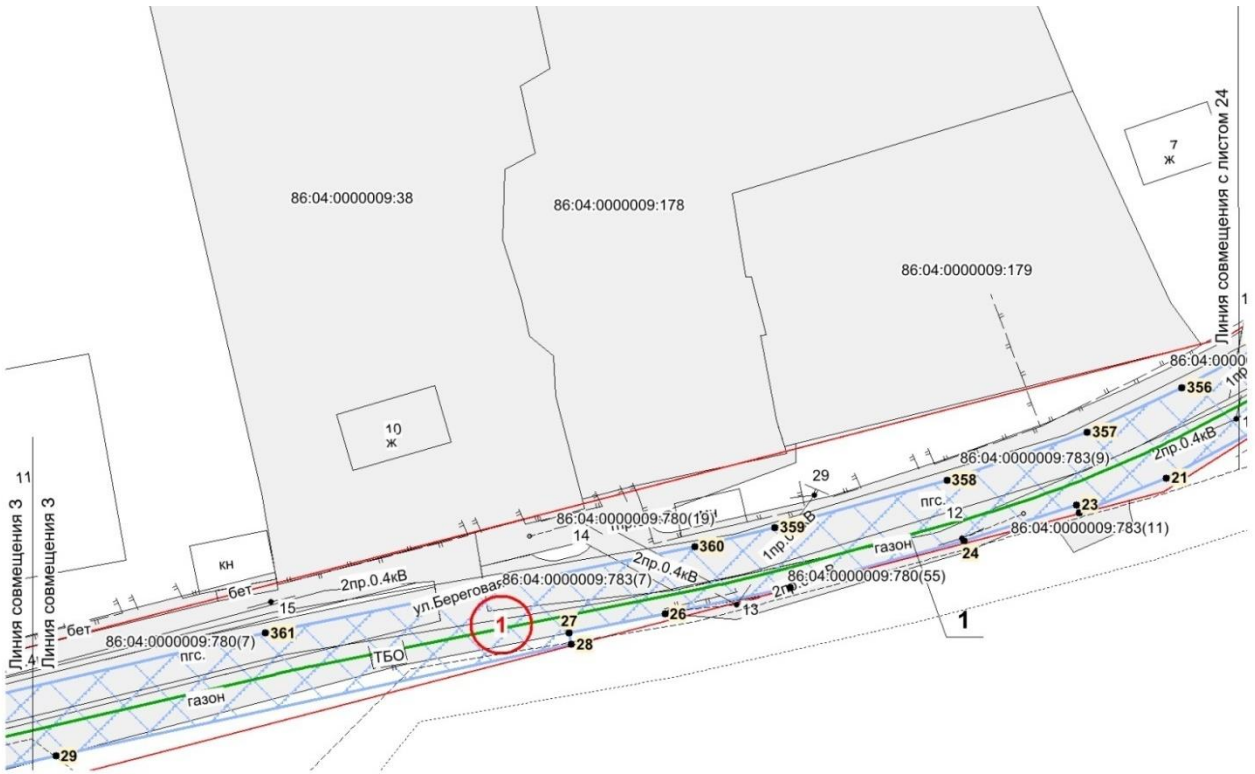 Линия совмещения с листом 24
7
ж
86:04:0000009:38
86:04:0000009:178
86:04:0000009:179
356
357
10
ж
86:04:0000009:783(9)
2пр.0.4кВ
11
29
358
21
пгс.
23
12
86:04:0000009:780(19)
359
86:04:0000009:783(11)
14
360
газон
24
кн
2пр.0.4кВ
86:04:0000009:783(7)
86:04:0000009:780(55)
2пр.0.4кВ
бет
ул.Береговая
15
13
26
1
1
бет
361
27
86:04:0000009:780(7)
28
пгс.
ТБО
Линия совмещения 3
Линия совмещения 3
газон
29